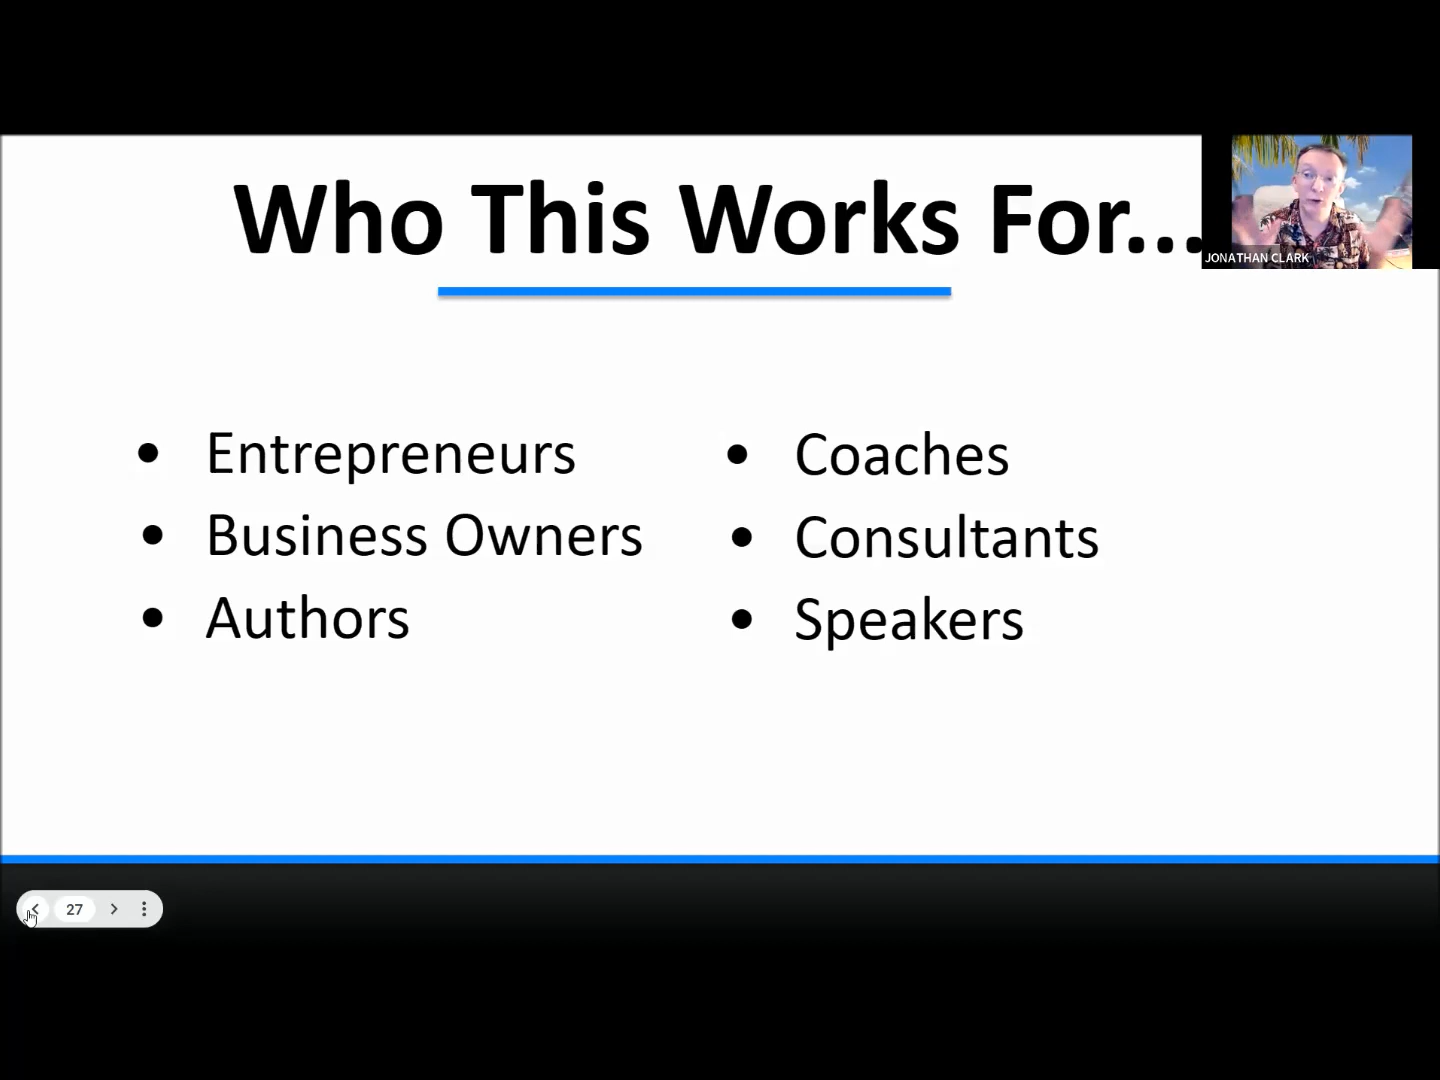 Who This Works For...
JONATHAN CLARK
• Entrepreneurs
• Business Owners
• Authors
• Coaches
• Consultants
• Speakers
27